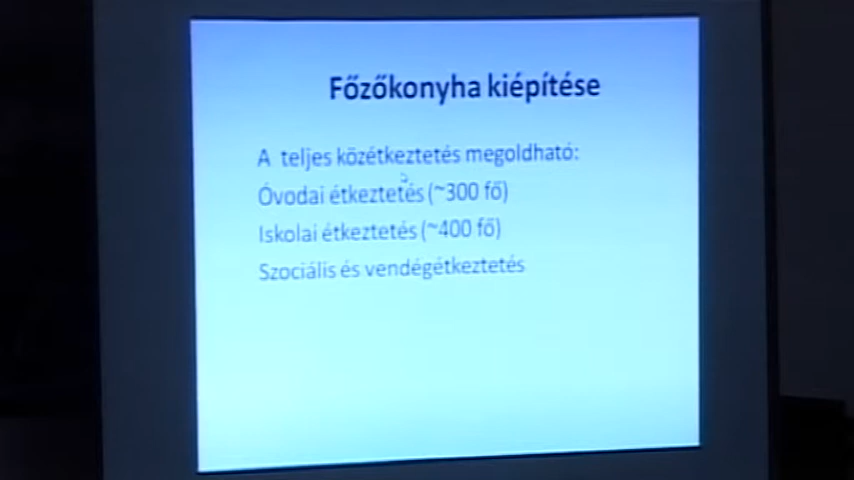 Főzőkonyha kiépítése
A teljes közétkeztetés megoldható:
Óvodai étkeztetés (~300 fő)
Iskolai étkeztetés (~400 fő)
Szociális és vendégétkeztetés